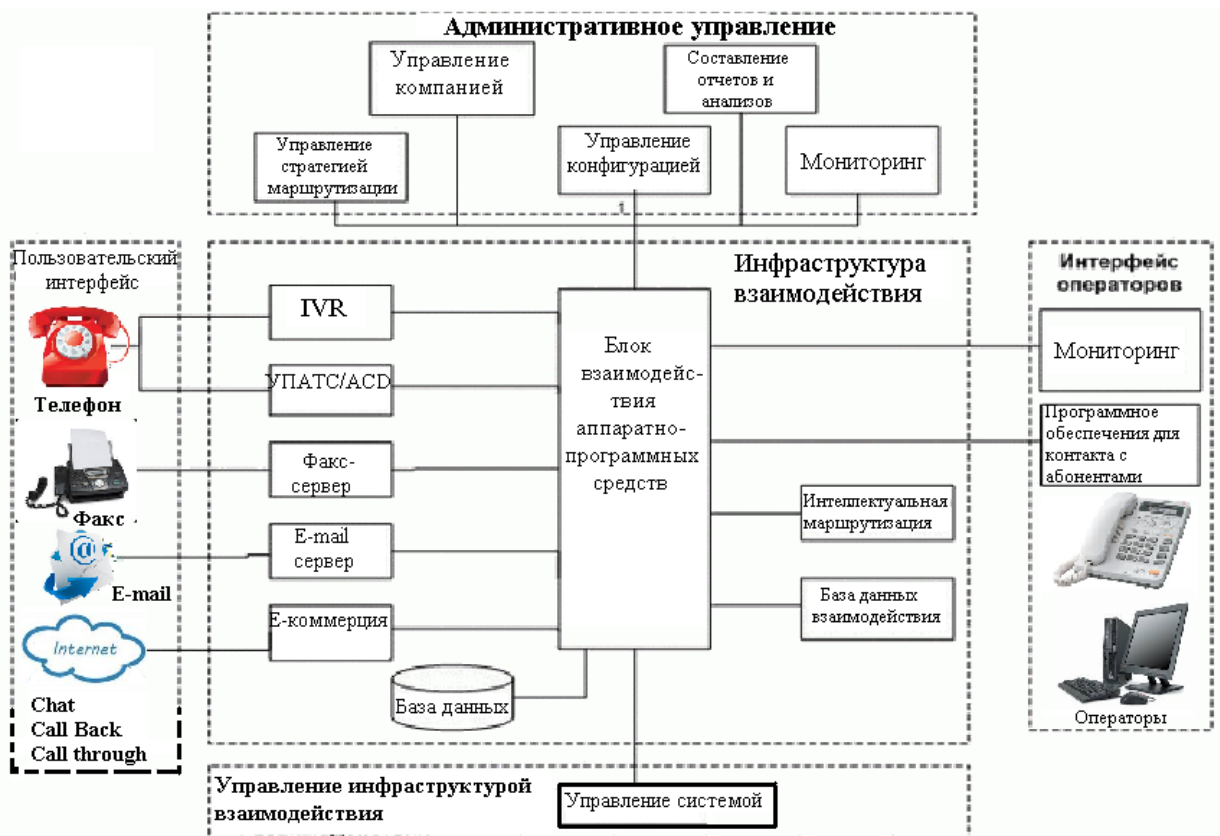 Административное управление
Управление
компанией
Составление
отчетов и
анализов
Управление
стратегией
маршрутизации
Управление
конфигурацией
Мониторинг
1
Пользовательский
интерфейс
Телефон
Факс
E-mail
Internet
Chat
Call Back
Call through
Инфраструктура
взаимодействия
IVR
УПАТС/ACD
Факс-
сервер
E-mail
сервер
Е-коммерция
База данных
Блок
взаимодейс-
твия
аппаратно-
программных
средств
Интеллектуальная
маршрутизация
База данных
взаимодействия
Интерфейс
операторов
Мониторинг
Программное
обеспечения для
контакта с
абонентами
Операторы
Управление инфраструктурой
взаимодействия
Управление системой